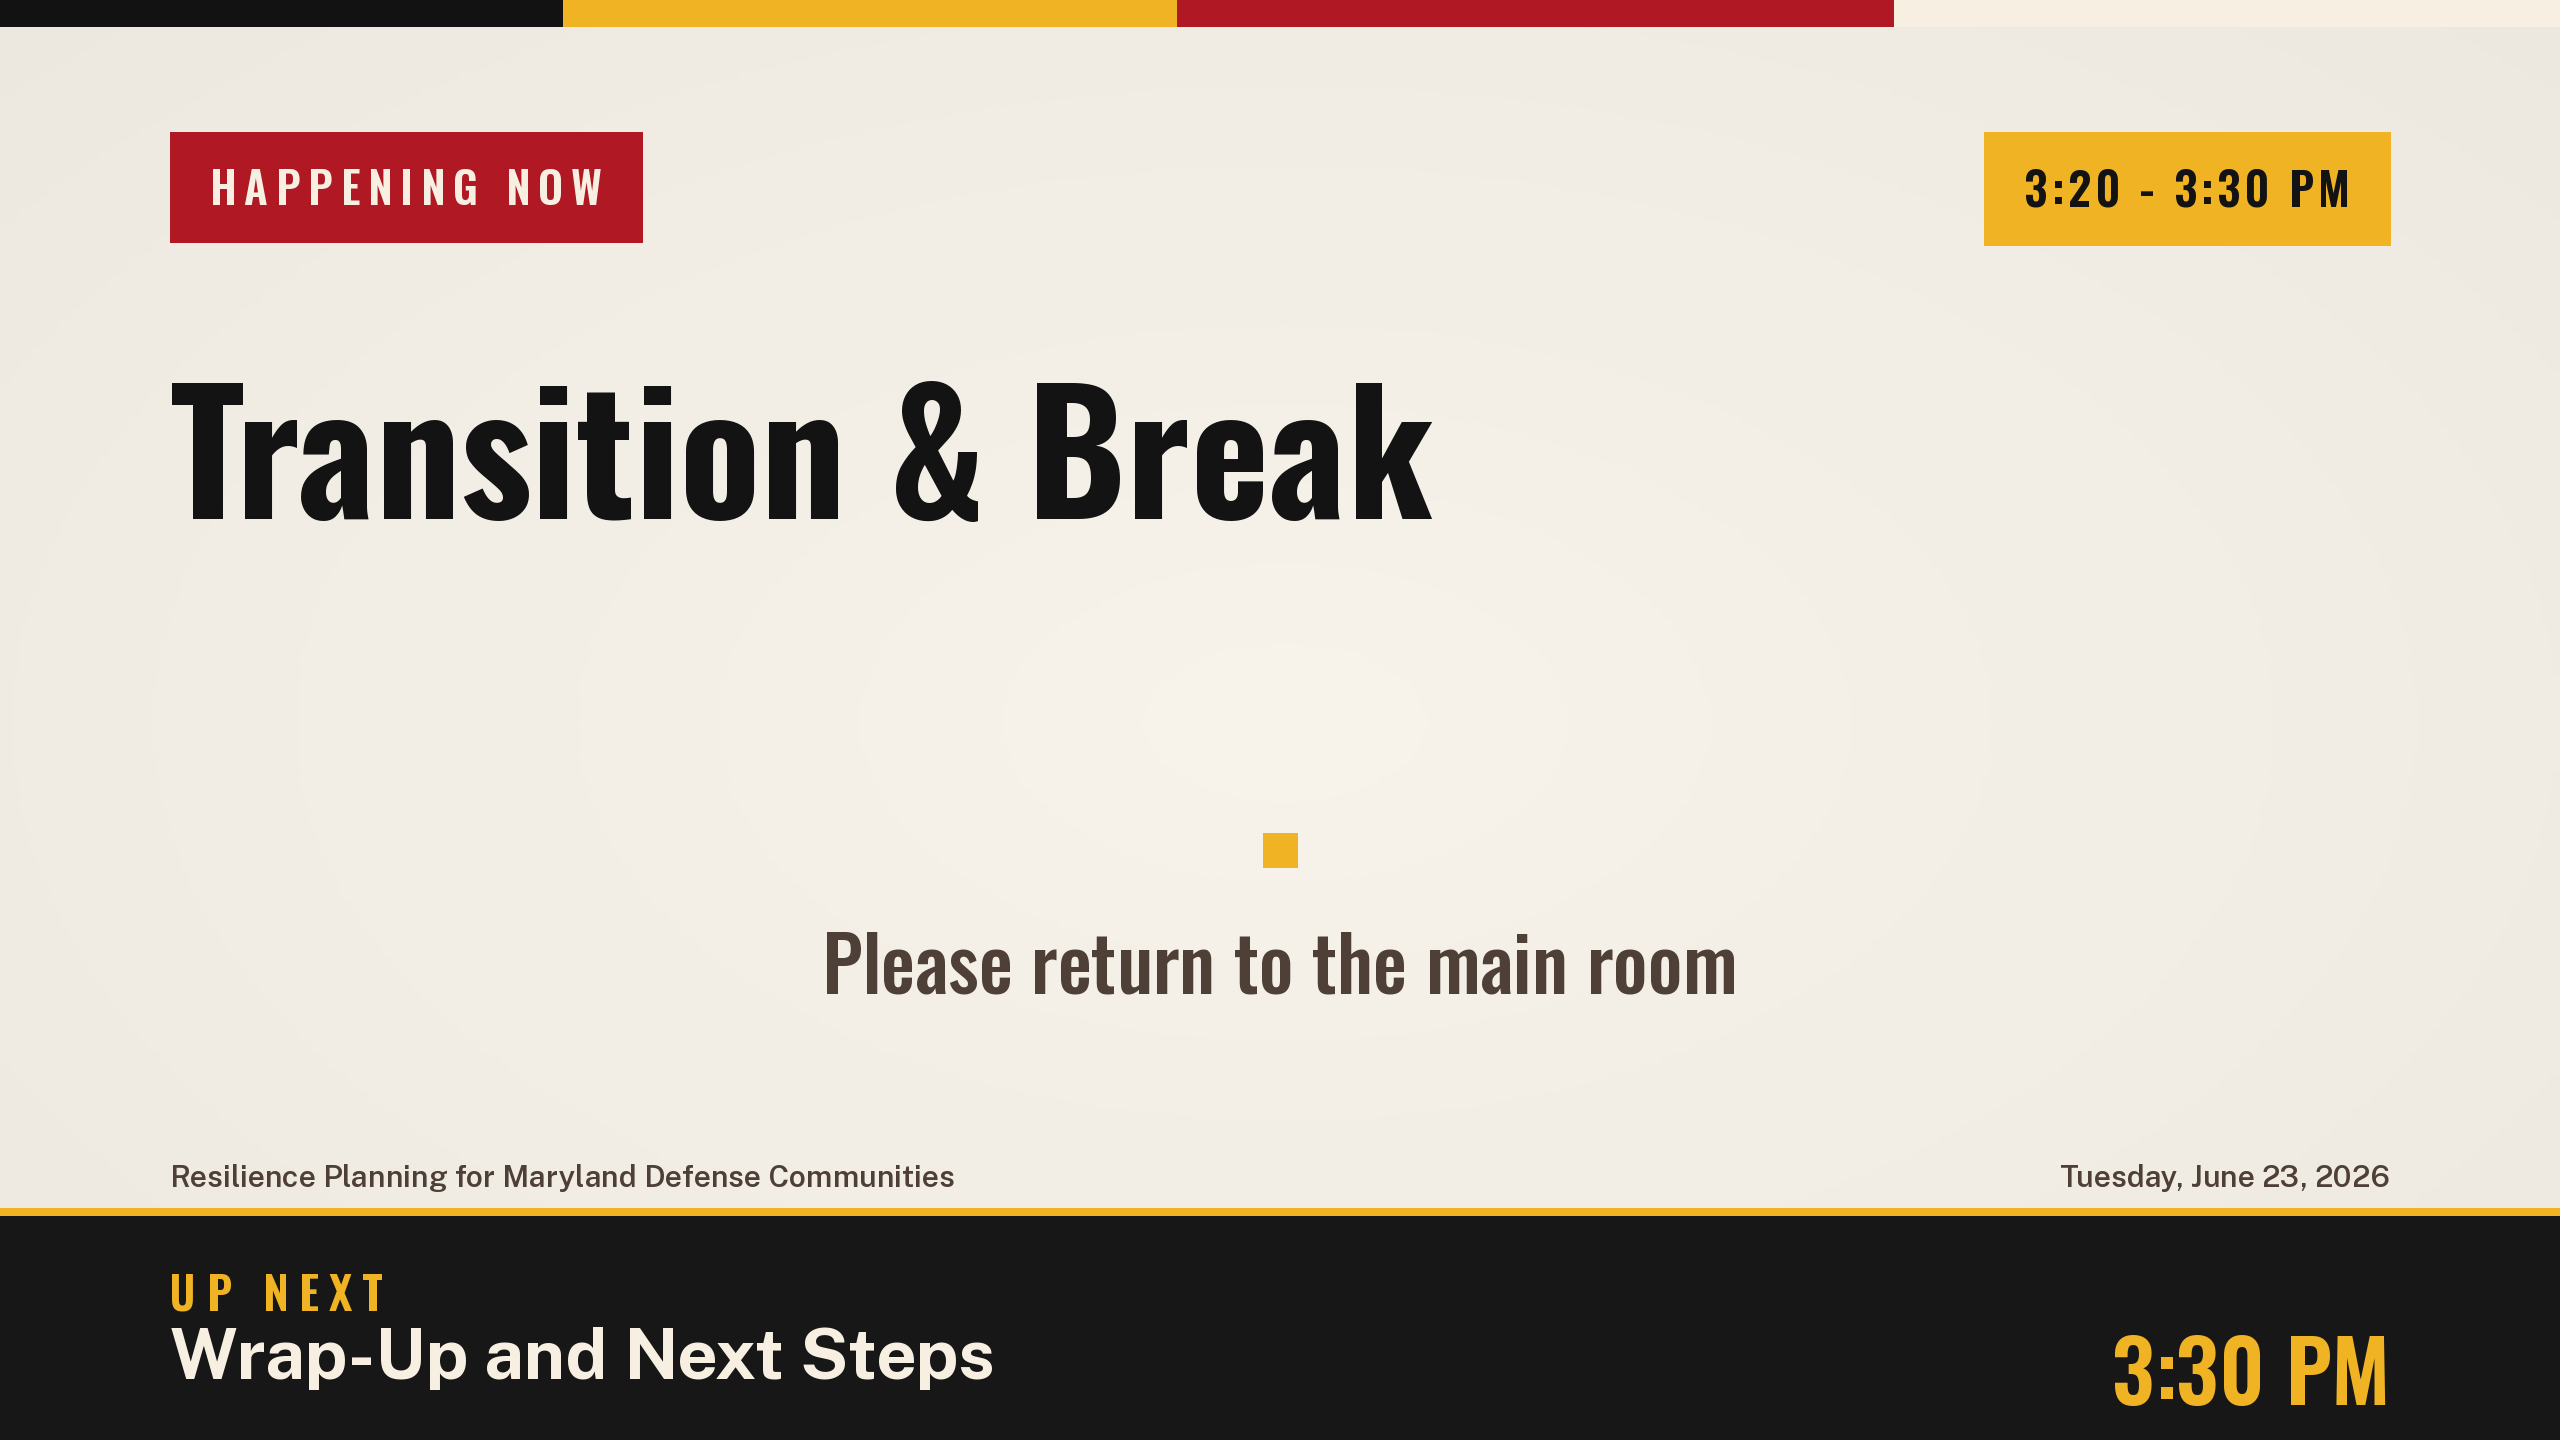 HAPPENING NOW
3:20 - 3:30 PM
Transition & Break
Please return to the main room
Resilience Planning for Maryland Defense Communities
Tuesday, June 23, 2026
UP NEXT
Wrap-Up and Next Steps
3:30 PM